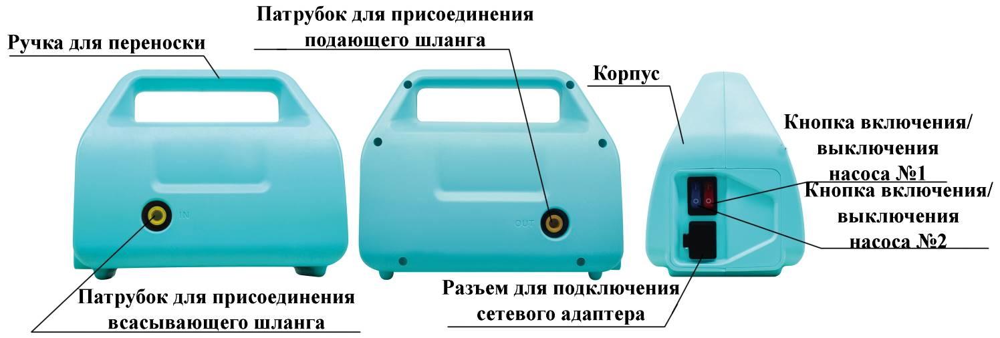 Патрубок для присоединения
подающего шланга
Ручка для переноски
Корпус
Кнопка включения/
выключения
насоса №1
Кнопка включения/
выключения
насоса №2
IN
OUT
Патрубок для присоединения
всасывающего шланга
Разъем для подключения
сетевого адаптера